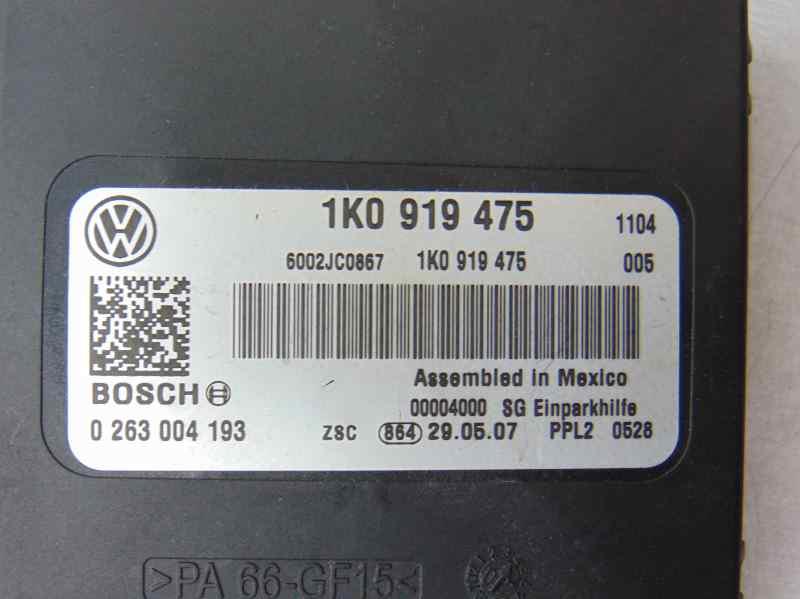 1K0 919 475 1104
6002JC0867 1K0 919 475 005
Assembled in Mexico
BOSCH 00004000 SG Einparkhilfe
0 263 004 193 ZSC 864 29.05.07 PPL2 0528
>PA 66-GF15<